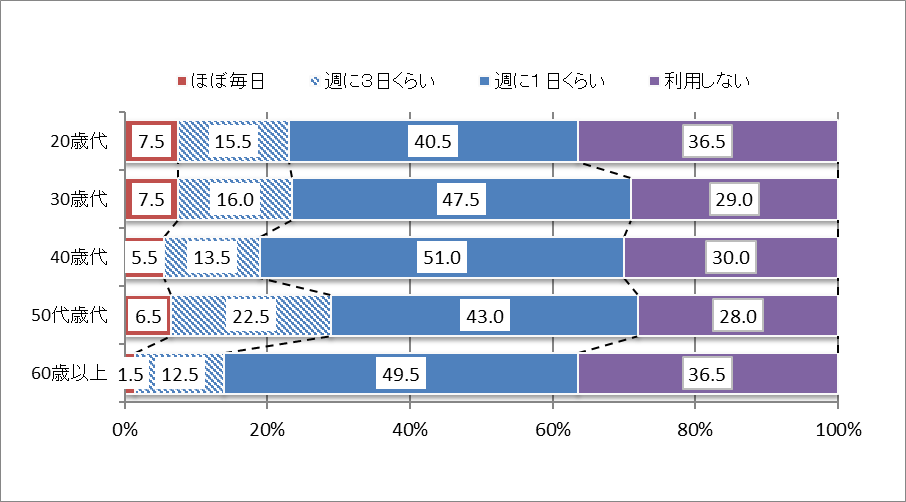 ほぼ毎日 週に3日くらい 週に1日くらい 利用しない
20歳代 7.5 15.5 40.5 36.5
30歳代 7.5 16.0 47.5 29.0
40歳代 5.5 13.5 51.0 30.0
50代歳代 6.5 22.5 43.0 28.0
60歳以上 1.5 12.5 49.5 36.5
0% 20% 40% 60% 80% 100%